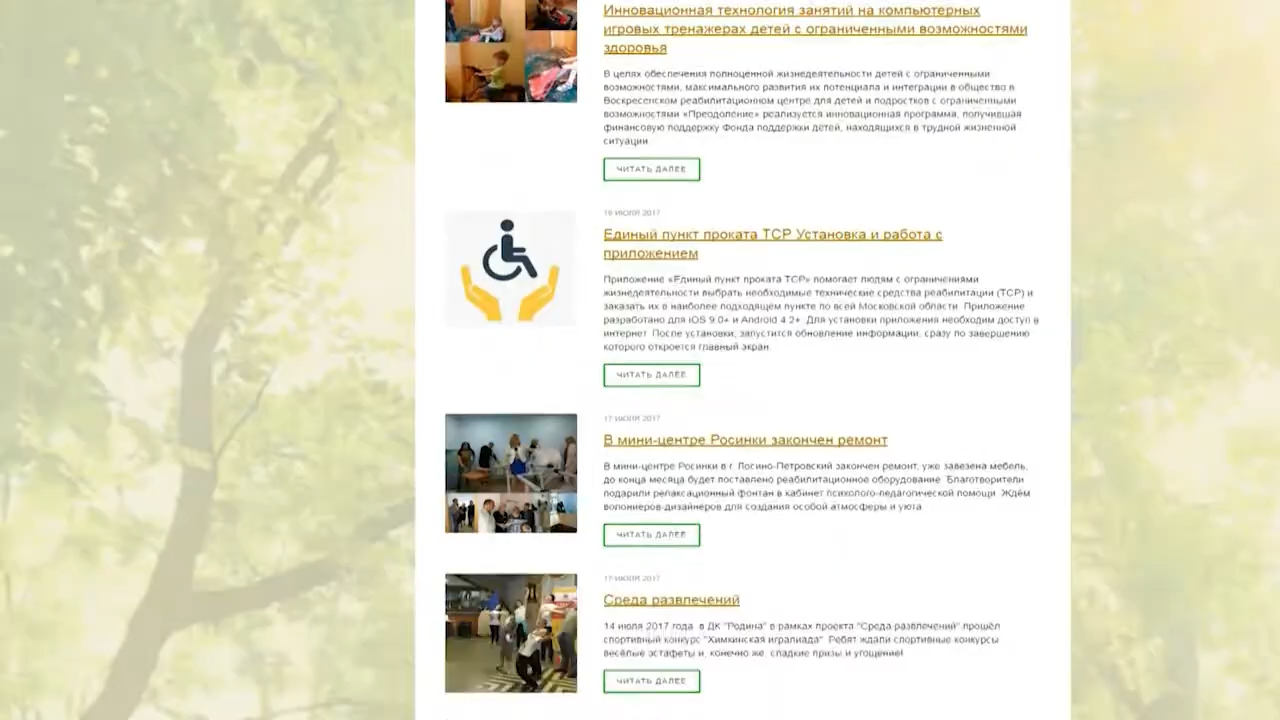 Инновационная технология занятий на компьютерных
игровых тренажерах детей с ограниченными возможностями
здоровья
В целях обеспечения полноценной жизнедеятельности детей с ограниченными
возможностями, максимального развития их потенциала и интеграции в общество в
Воскресенском реабилитационном центре для детей и подростков с ограниченными
возможностями «Преодоление» реализуется инновационная программа, получившая
финансовую поддержку Фонда поддержки детей, находящихся в трудной жизненной
ситуации.
ЧИТАТЬ ДАЛЕЕ
19 ИЮЛЯ 2017
Единый пункт проката ТСР Установка и работа с
приложением
Приложение «Единый пункт проката ТСР» помогает людям с ограничениями
жизнедеятельности выбрать необходимые технические средства реабилитации (ТСР) и
заказать их в наиболее подходящем пункте по всей Московской области. Приложение
разработано для iOS 9.0+ и Android 4.2+. Для установки приложения необходим доступ в
интернет. После установки, запустится обновление информации, сразу по завершению
которого откроется главный экран.
ЧИТАТЬ ДАЛЕЕ
17 ИЮЛЯ 2017
В мини-центре Росинки закончен ремонт
В мини-центре Росинки в г. Лосино-Петровский закончен ремонт, уже завезена мебель,
до конца месяца будет поставлено реабилитационное оборудование. Благотворители
подарили релаксационный фонтан в кабинет психолого-педагогической помощи. Ждём
волонтеров-дизайнеров для создания особой атмосферы и уюта.
ЧИТАТЬ ДАЛЕЕ
17 ИЮЛЯ 2017
Среда развлечений
14 июля 2017 года в ДК "Родина" в рамках проекта "Среда развлечений" прошёл
спортивный конкурс "Химкинская игралиада". Ребят ждали спортивные конкурсы
весёлые эстафеты и, конечно же, сладкие призы и угощение!
ЧИТАТЬ ДАЛЕЕ